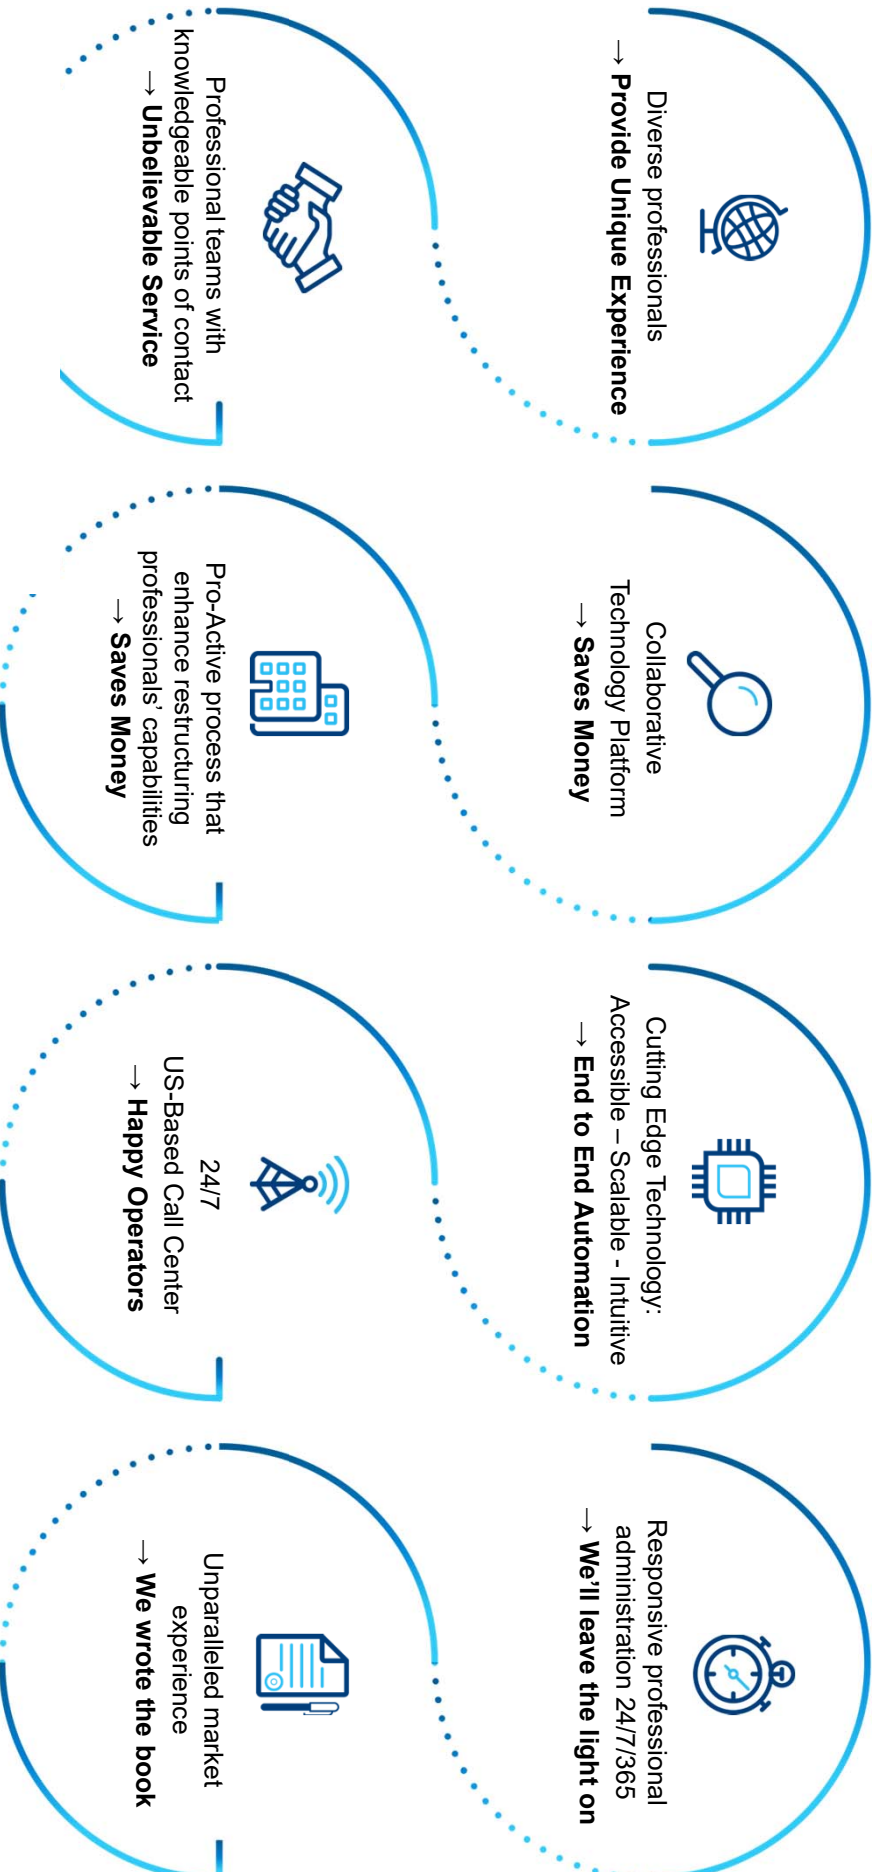 Diverse professionals
→ Provide Unique Experience
Collaborative
Technology Platform
→ Saves Money
Cutting Edge Technology:
Accessible – Scalable - Intuitive
→ End to End Automation
Responsive professional
administration 24/7/365
→ We’ll leave the light on
Professional teams with
knowledgeable points of contact
→ Unbelievable Service
Pro-Active process that
enhance restructuring
professionals’ capabilities
→ Saves Money
24/7
US-Based Call Center
→ Happy Operators
Unparalleled market
experience
→ We wrote the book